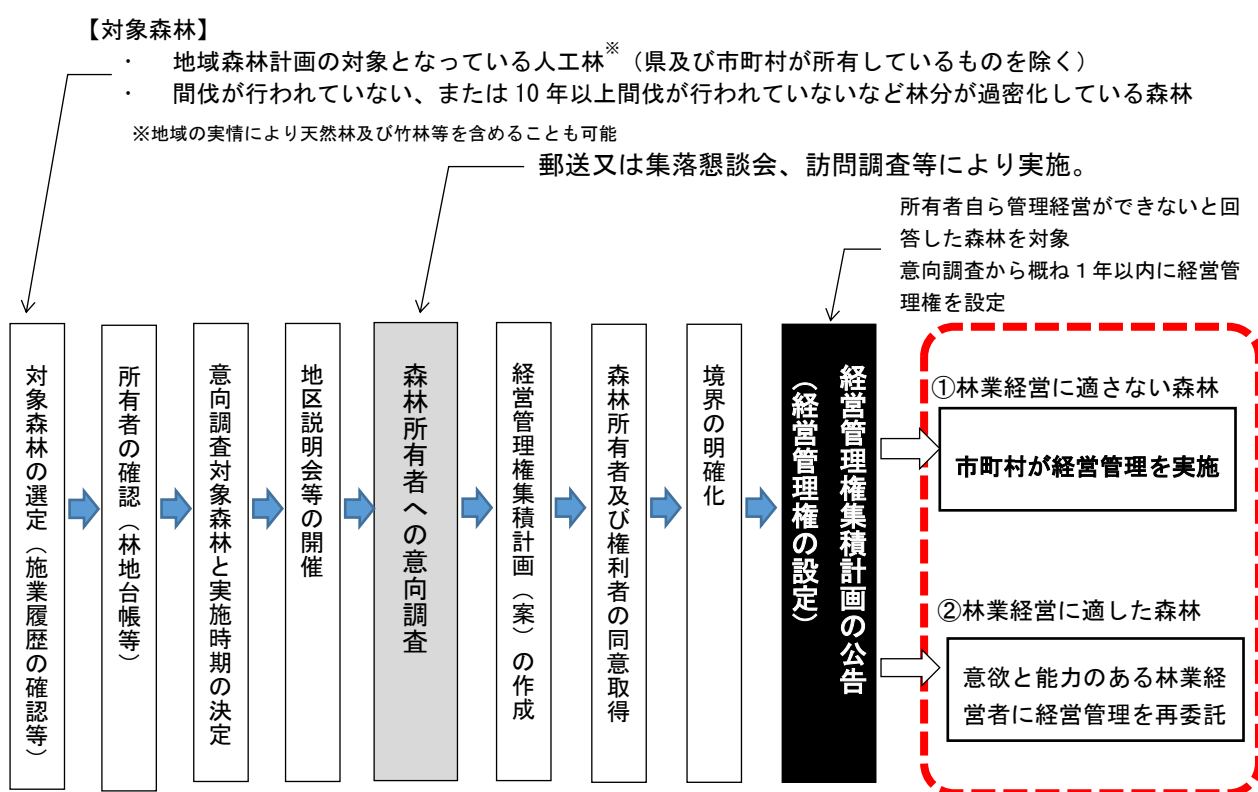 【対象森林】
・ 地域森林計画の対象となっている人工林※（県及び市町村が所有しているものを除く）
・ 間伐が行われていない、または10年以上間伐が行われていないなど林分が過密化している森林
※地域の実情により天然林及び竹林等を含めることも可能
郵送又は集落懇談会、訪問調査等により実施。
所有者自ら管理経営ができないと回
答した森林を対象
意向調査から概ね１年以内に経営管
理権を設定
対象森林の選定（施業履歴の確認等）
所有者の確認（林地台帳等）
意向調査対象森林と実施時期の決定
地区説明会等の開催
森林所有者への意向調査
経営管理権集積計画（案）の作成
森林所有者及び権利者の同意取得
境界の明確化
経営管理権集積計画の公告
（経営管理権の設定）
①林業経営に適さない森林
市町村が経営管理を実施
②林業経営に適した森林
意欲と能力のある林業経
営者に経営管理を再委託